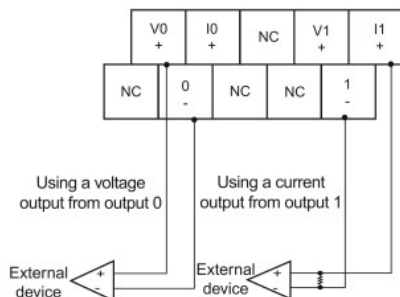 V0 I0 NC V1 I1
+ + + +
NC 0 NC NC 1
- -
Using a voltage
output from output 0
Using a current
output from output 1
External
device
+
-
External
device
+
-